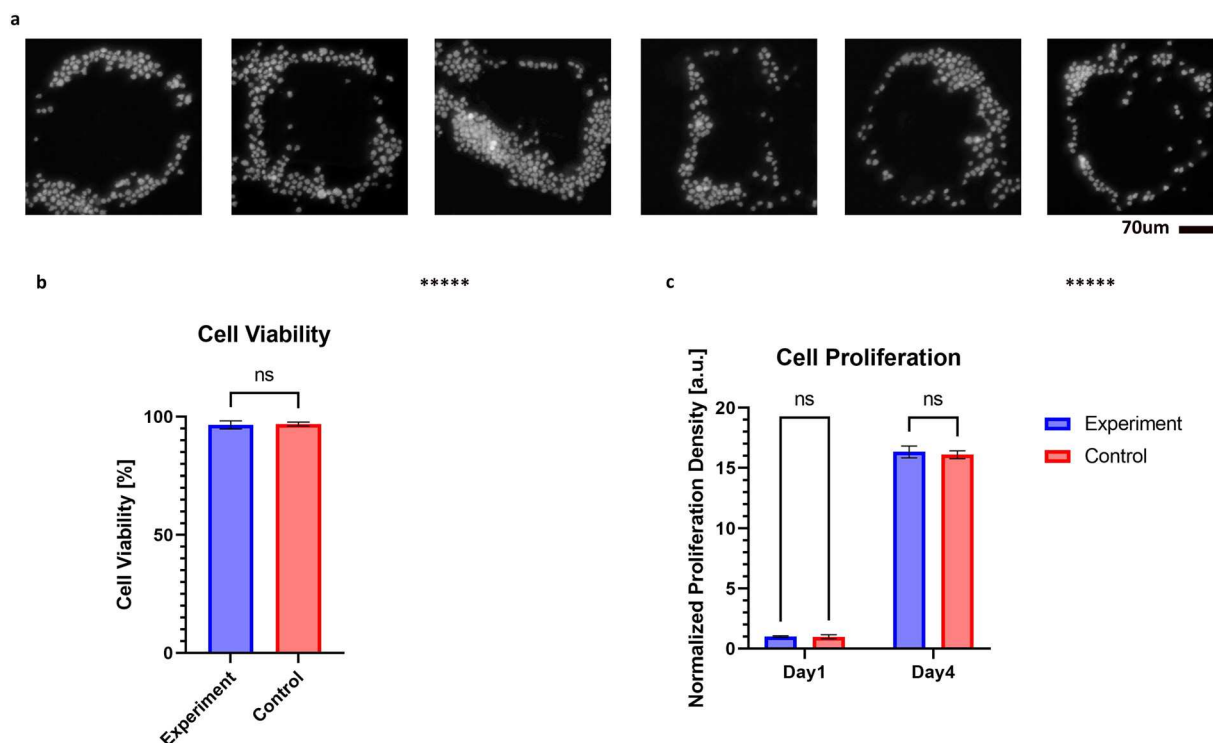 a
70um
b
*****
c
*****
Cell Viability
ns
Cell Viability [%]
100
50
0
Experiment
Control
Cell Proliferation
ns
ns
Normalized Proliferation Density [a.u.]
20
15
10
5
0
Day1
Day4
Experiment
Control